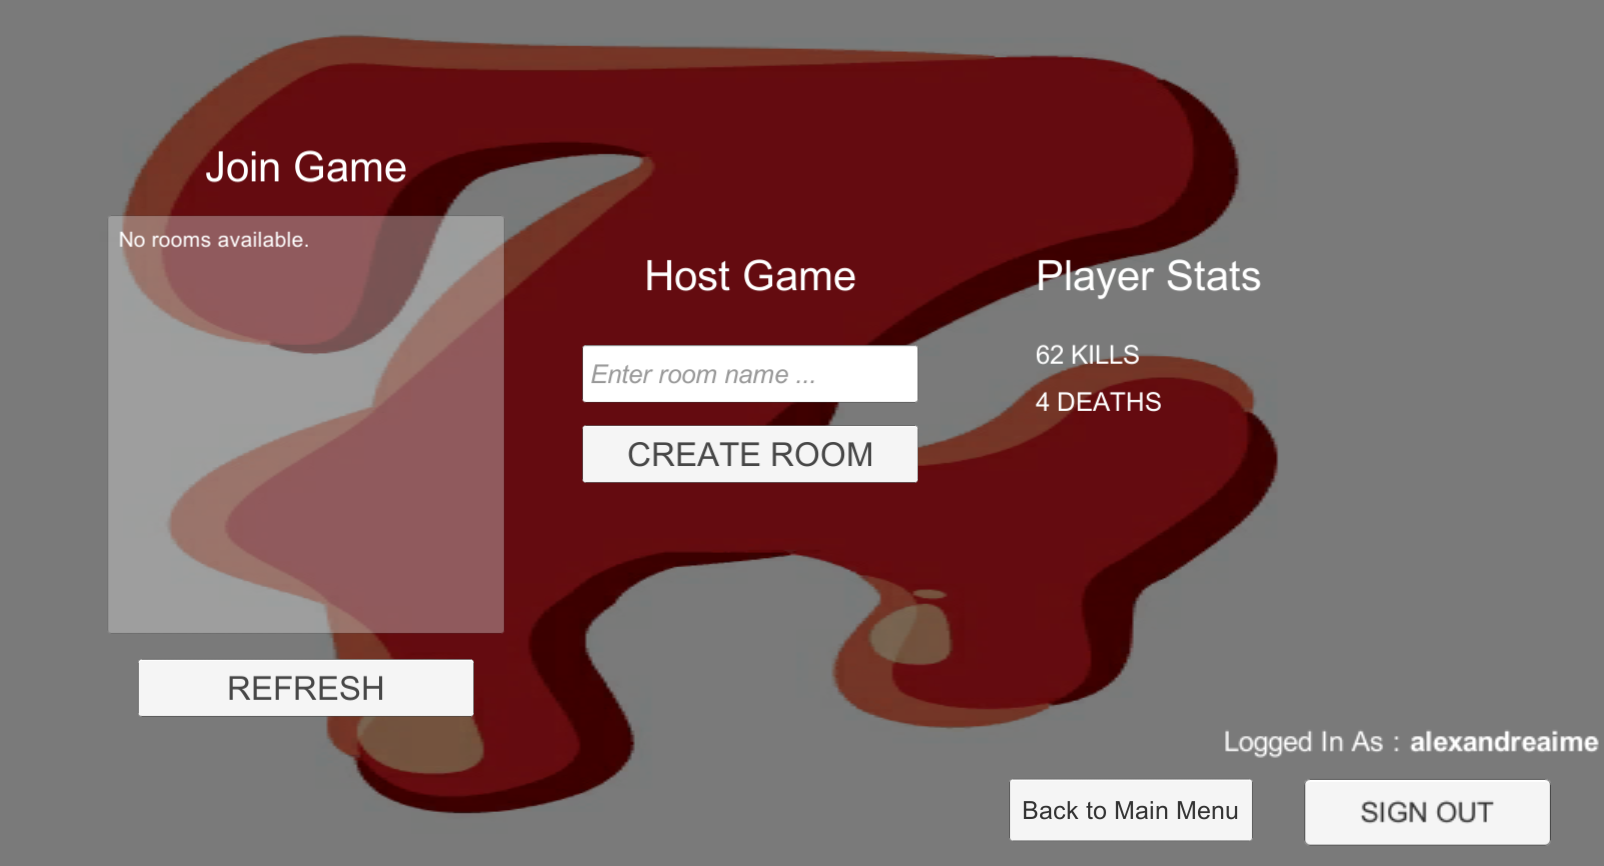 Join Game
No rooms available.
REFRESH
Host Game
Enter room name ...
CREATE ROOM
Player Stats
62 KILLS
4 DEATHS
Logged In As : alexandreaime
Back to Main Menu
SIGN OUT